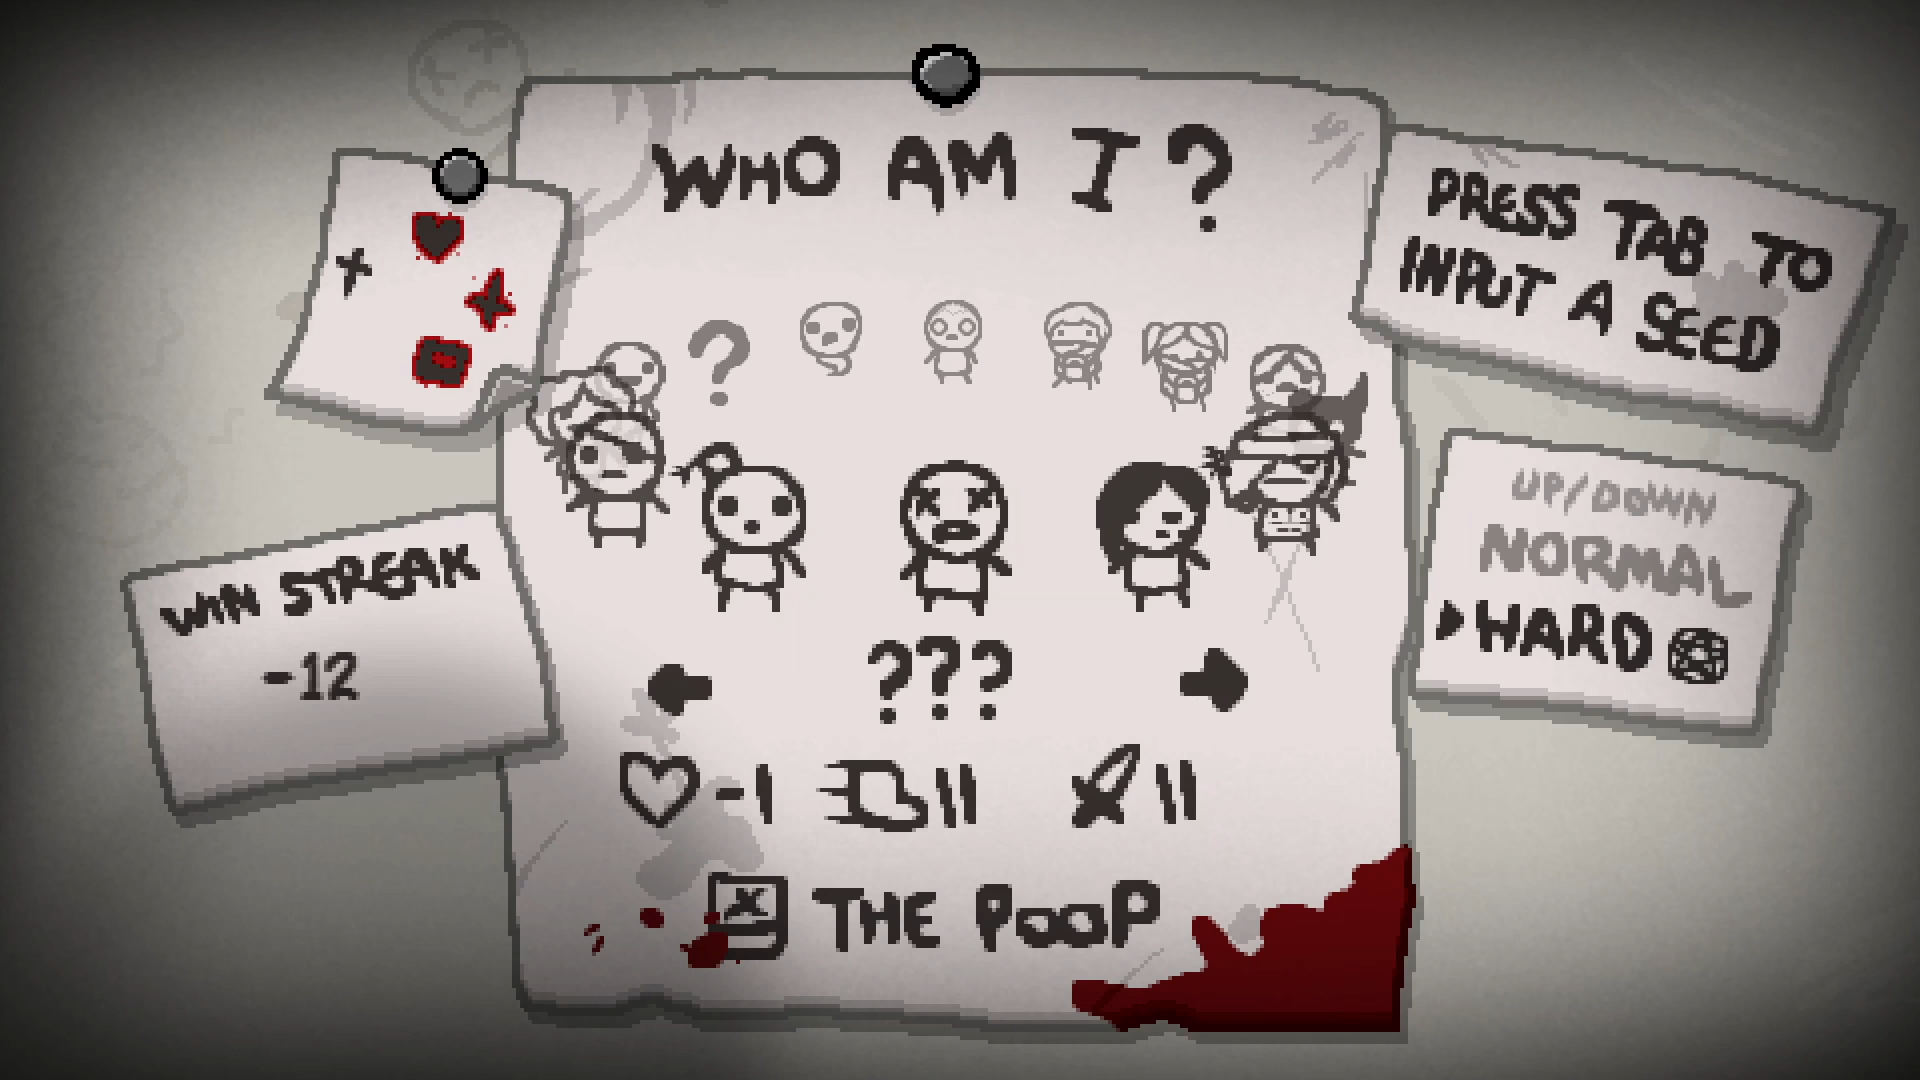 WHO AM I?
PRESS TAB TO
INPUT A SEED
?
UP/DOWN
NORMAL
HARD
WIN STREAK
-12
???
-1
THE POOP